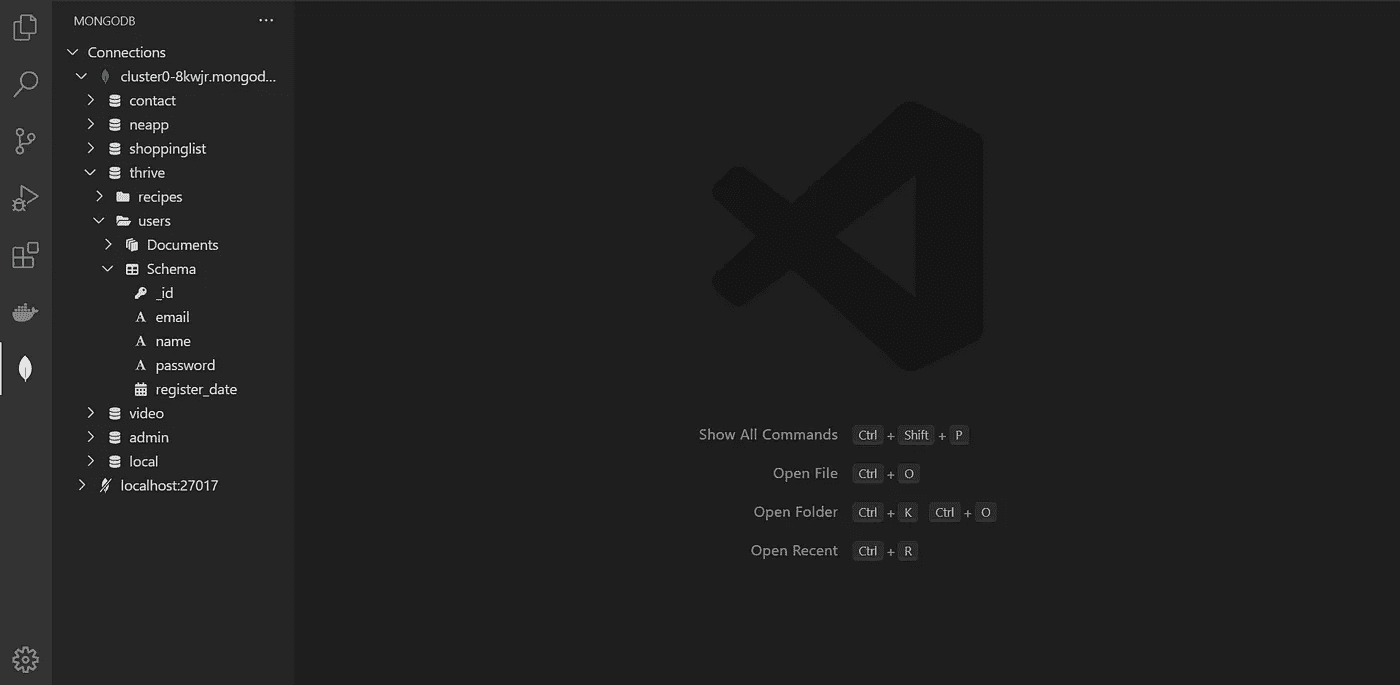 MONGODB ...
Connections
cluster0-8kwjr.mongod...
contact
neapp
shoppinglist
thrive
recipes
users
Documents
Schema
_id
A email
A name
A password
register_date
video
admin
local
localhost:27017
Show All Commands Ctrl + Shift + P
Open File Ctrl + O
Open Folder Ctrl + K Ctrl + O
Open Recent Ctrl + R